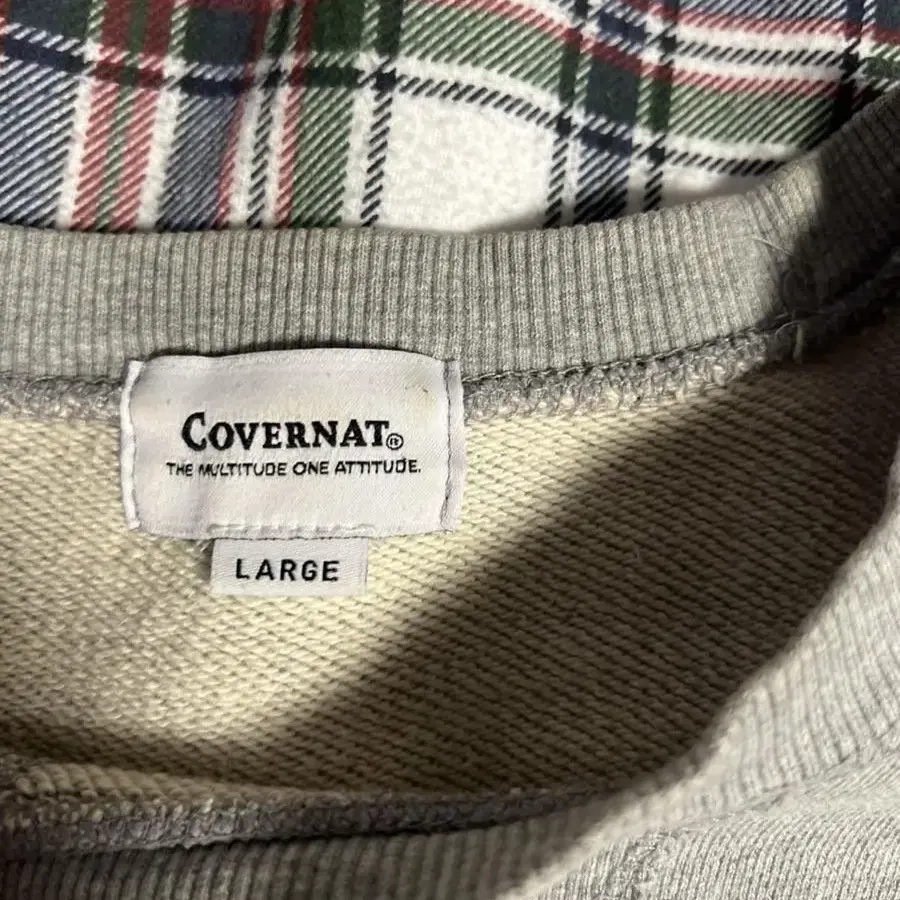 COVERNAT®
THE MULTITUDE ONE ATTITUDE.
LARGE